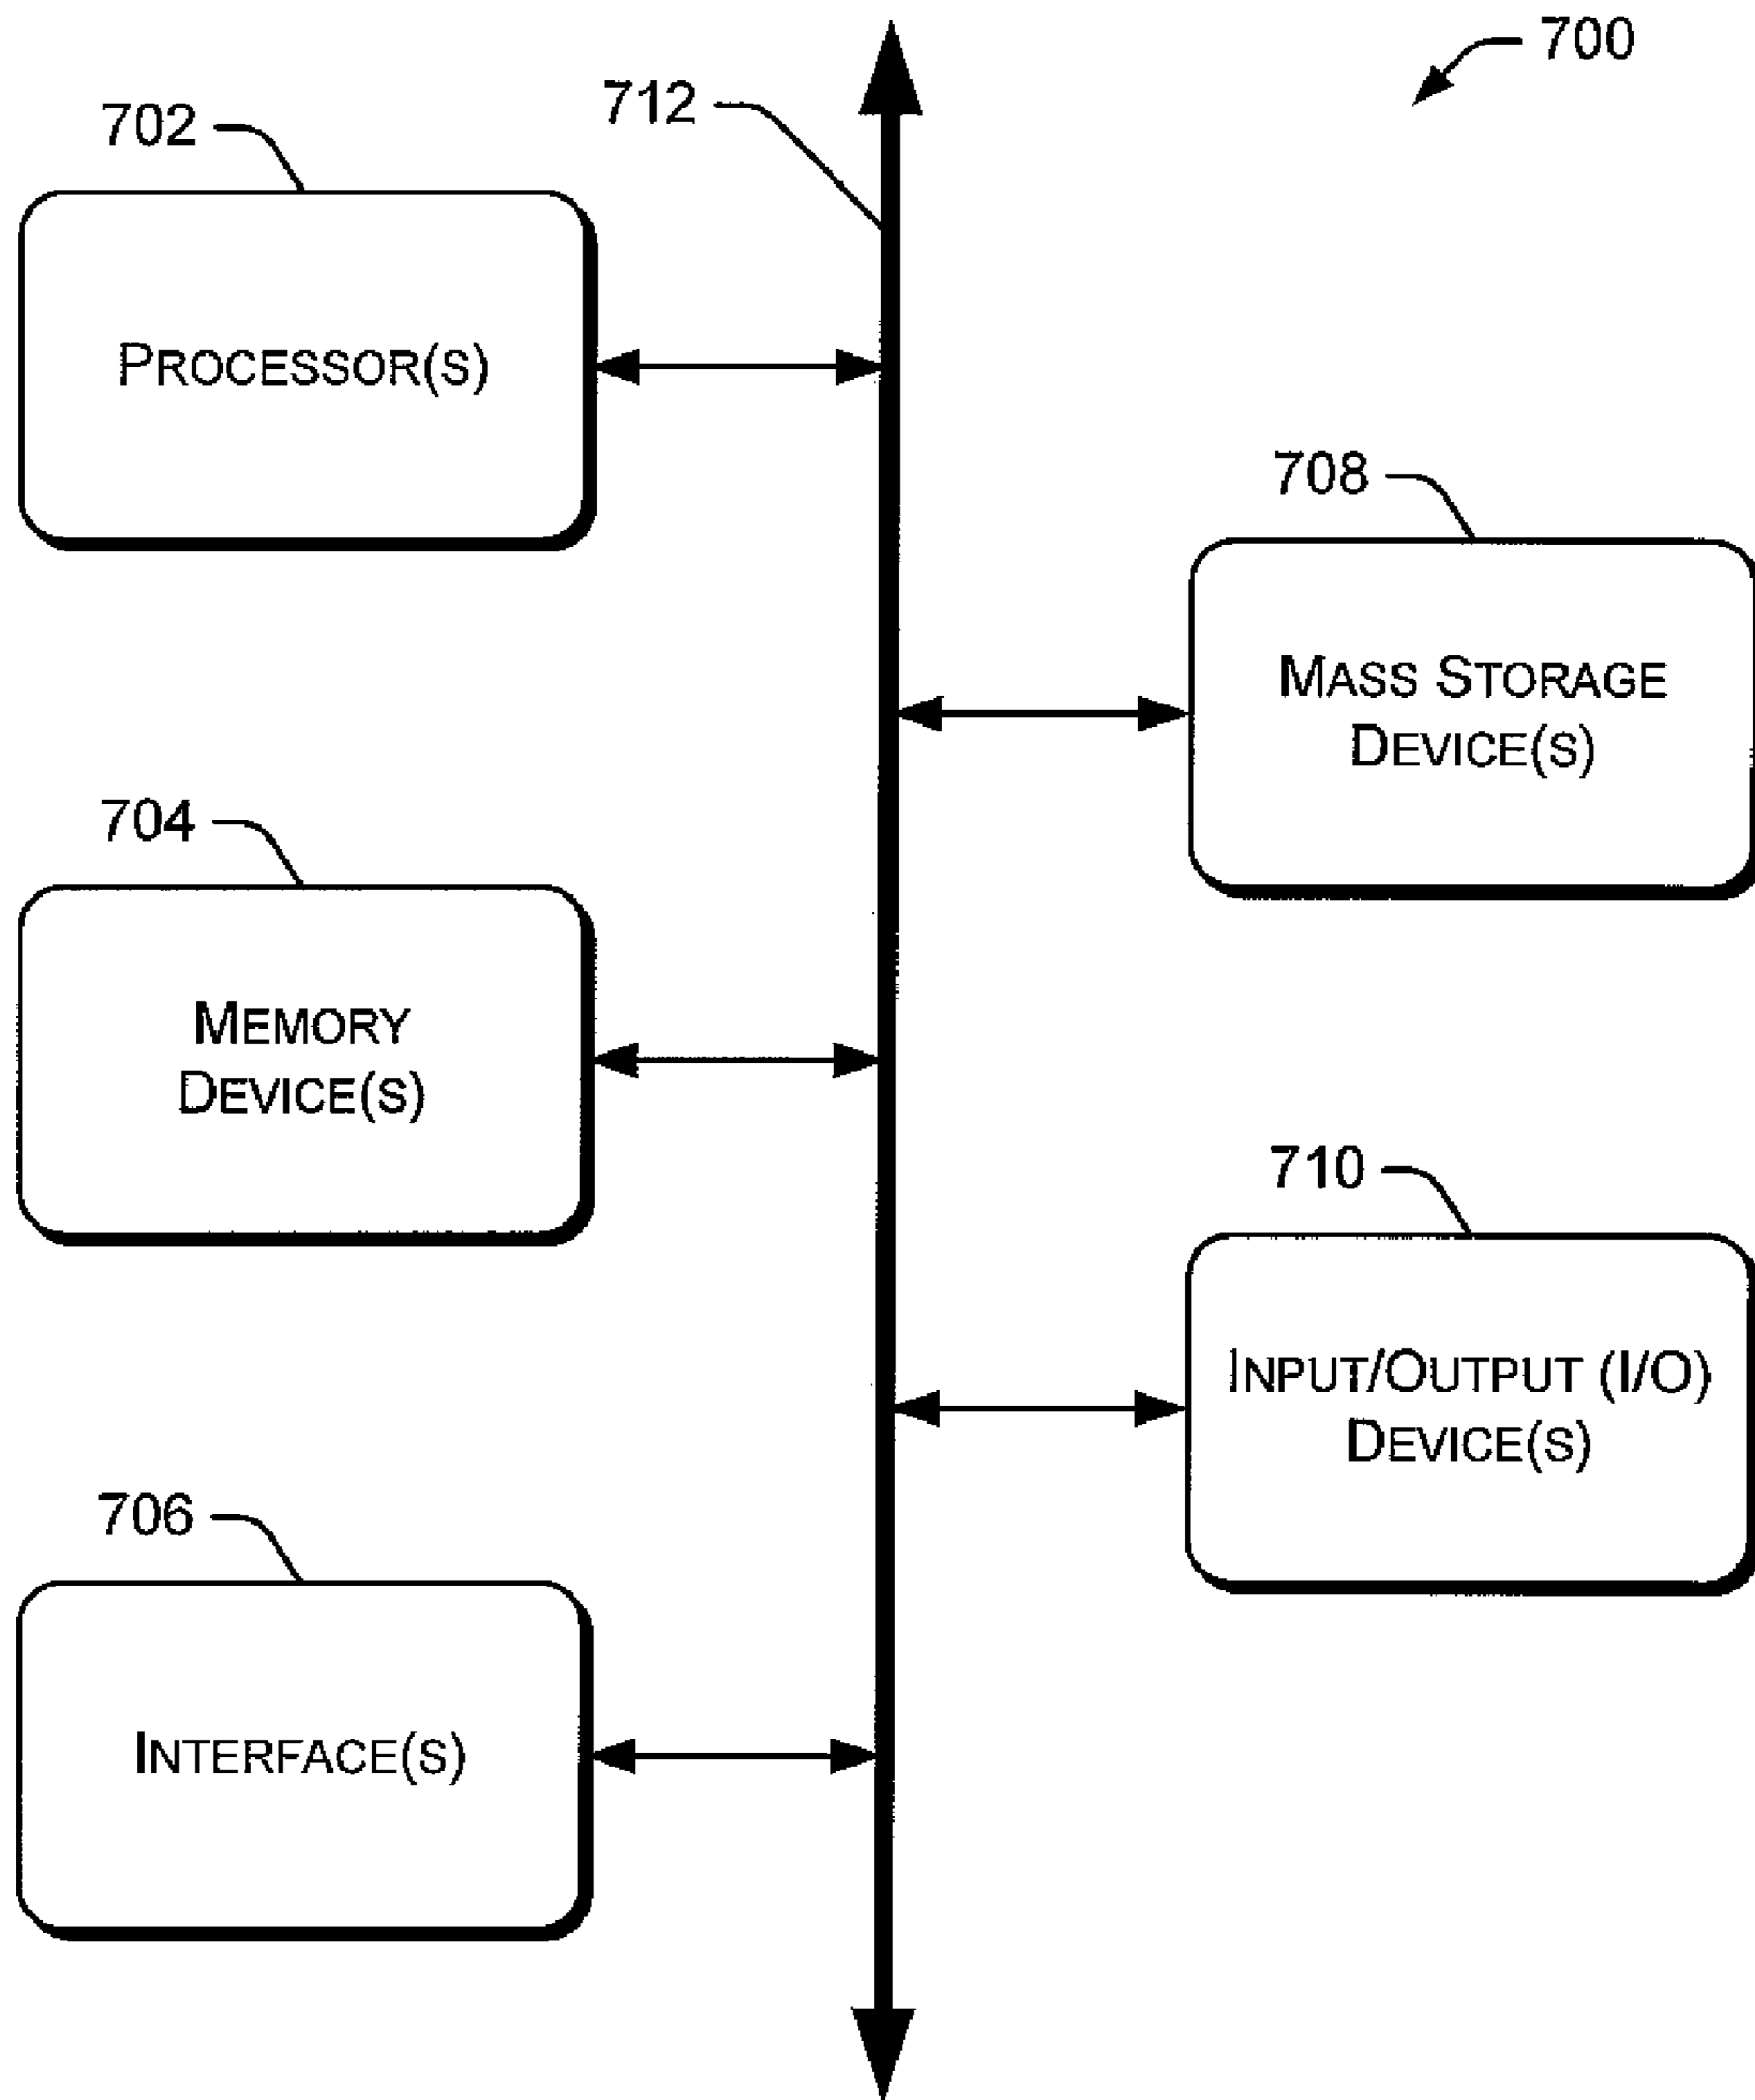 700
712
702
PROCESSOR(S)
708
MASS STORAGE
DEVICE(S)
704
MEMORY
DEVICE(S)
710
INPUT/OUTPUT (I/O)
DEVICE(S)
706
INTERFACE(S)